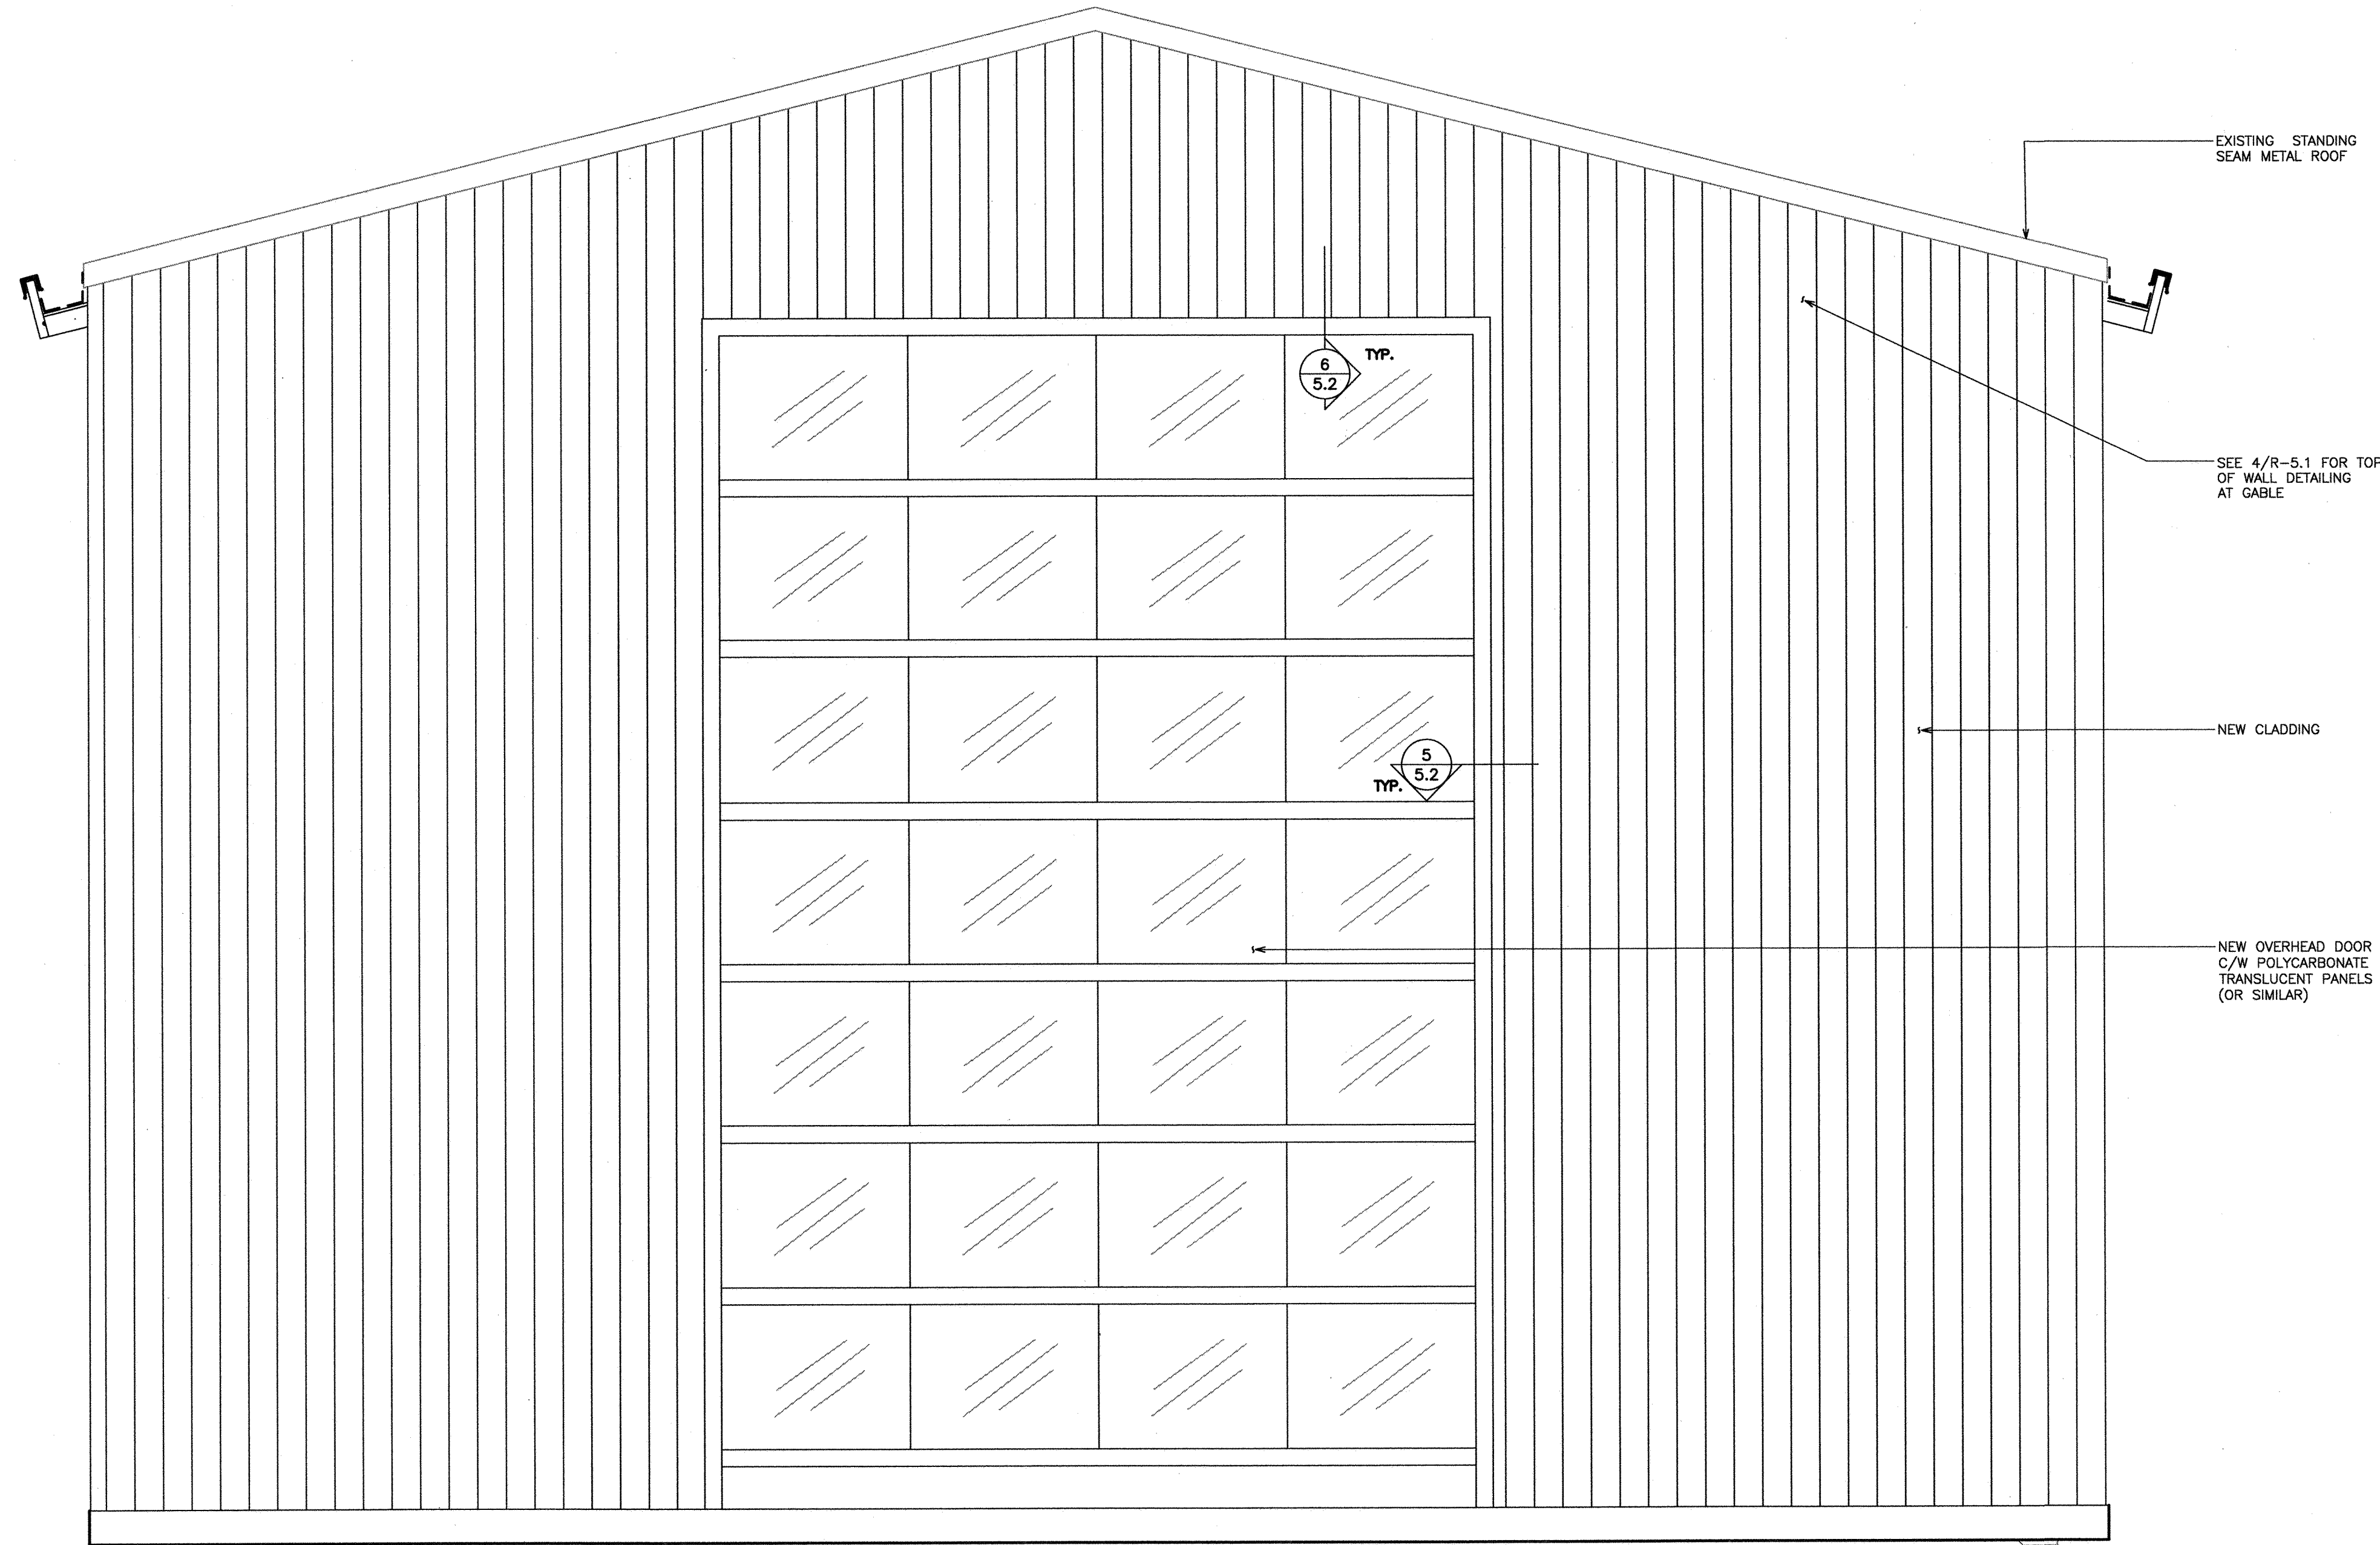 EXISTING STANDING
SEAM METAL ROOF
6
5.2
TYP.
SEE 4/R-5.1 FOR TOP
OF WALL DETAILING
AT GABLE
NEW CLADDING
5
5.2
TYP.
NEW OVERHEAD DOOR
C/W POLYCARBONATE
TRANSLUCENT PANELS
(OR SIMILAR)